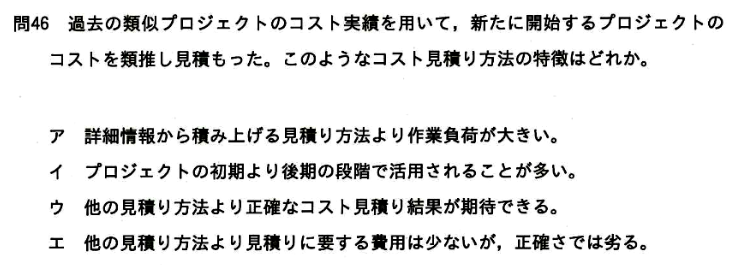 問46 過去の類似プロジェクトのコスト実績を用いて，新たに開始するプロジェクトの
コストを類推し見積もった。このようなコスト見積り方法の特徴はどれか。
ア 詳細情報から積み上げる見積り方法より作業負荷が大きい。
イ プロジェクトの初期より後期の段階で活用されることが多い。
ウ 他の見積り方法より正確なコスト見積り結果が期待できる。
エ 他の見積り方法より見積りに要する費用は少ないが，正確さでは劣る。